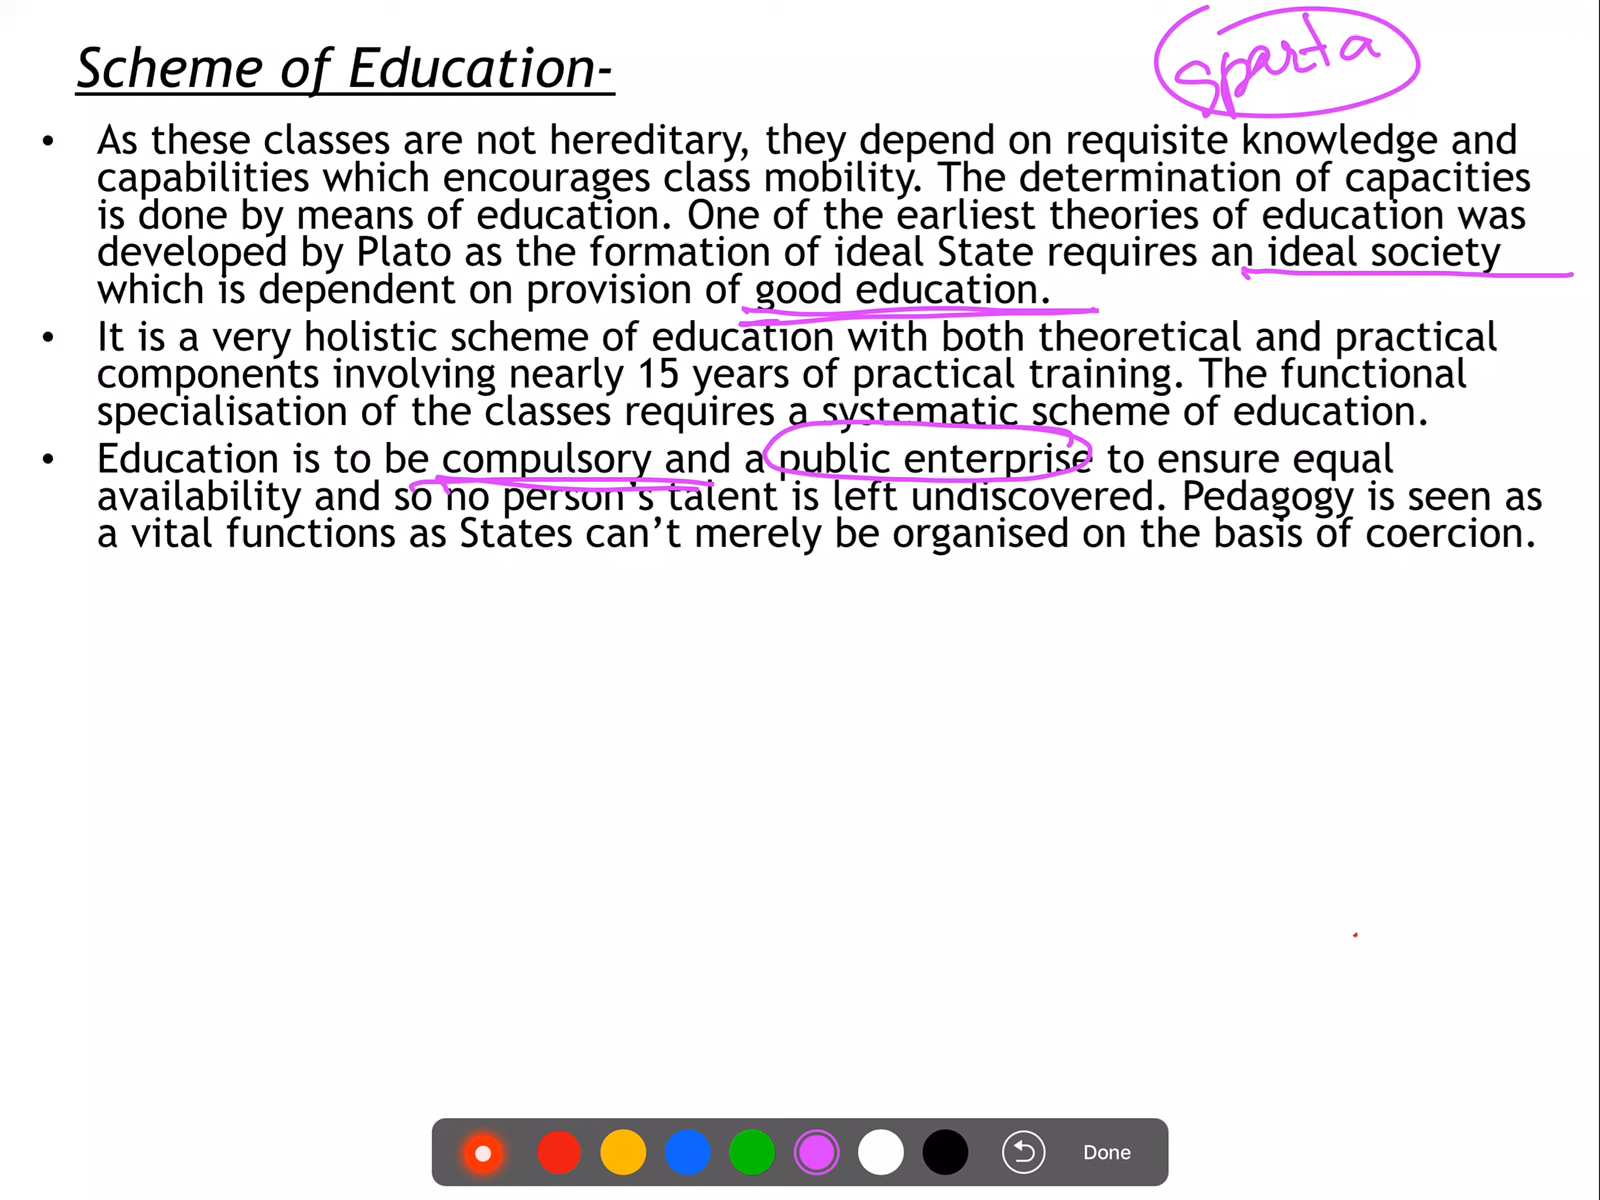 Sparta
Scheme of Education-
• As these classes are not hereditary, they depend on requisite knowledge and
capabilities which encourages class mobility. The determination of capacities
is done by means of education. One of the earliest theories of education was
developed by Plato as the formation of ideal State requires an ideal society
which is dependent on provision of good education.
• It is a very holistic scheme of education with both theoretical and practical
components involving nearly 15 years of practical training. The functional
specialisation of the classes requires a systematic scheme of education.
• Education is to be compulsory and a public enterprise to ensure equal
availability and so no person's talent is left undiscovered. Pedagogy is seen as
a vital functions as States can't merely be organised on the basis of coercion.
Done